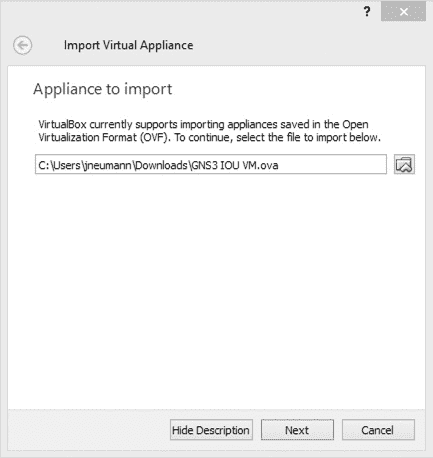 ?
Import Virtual Appliance
Appliance to import
VirtualBox currently supports importing appliances saved in the Open
Virtualization Format (OVF). To continue, select the file to import below.
C:\Users\jneumann\Downloads\GNS3 IOU VM.ova
Hide Description Next Cancel